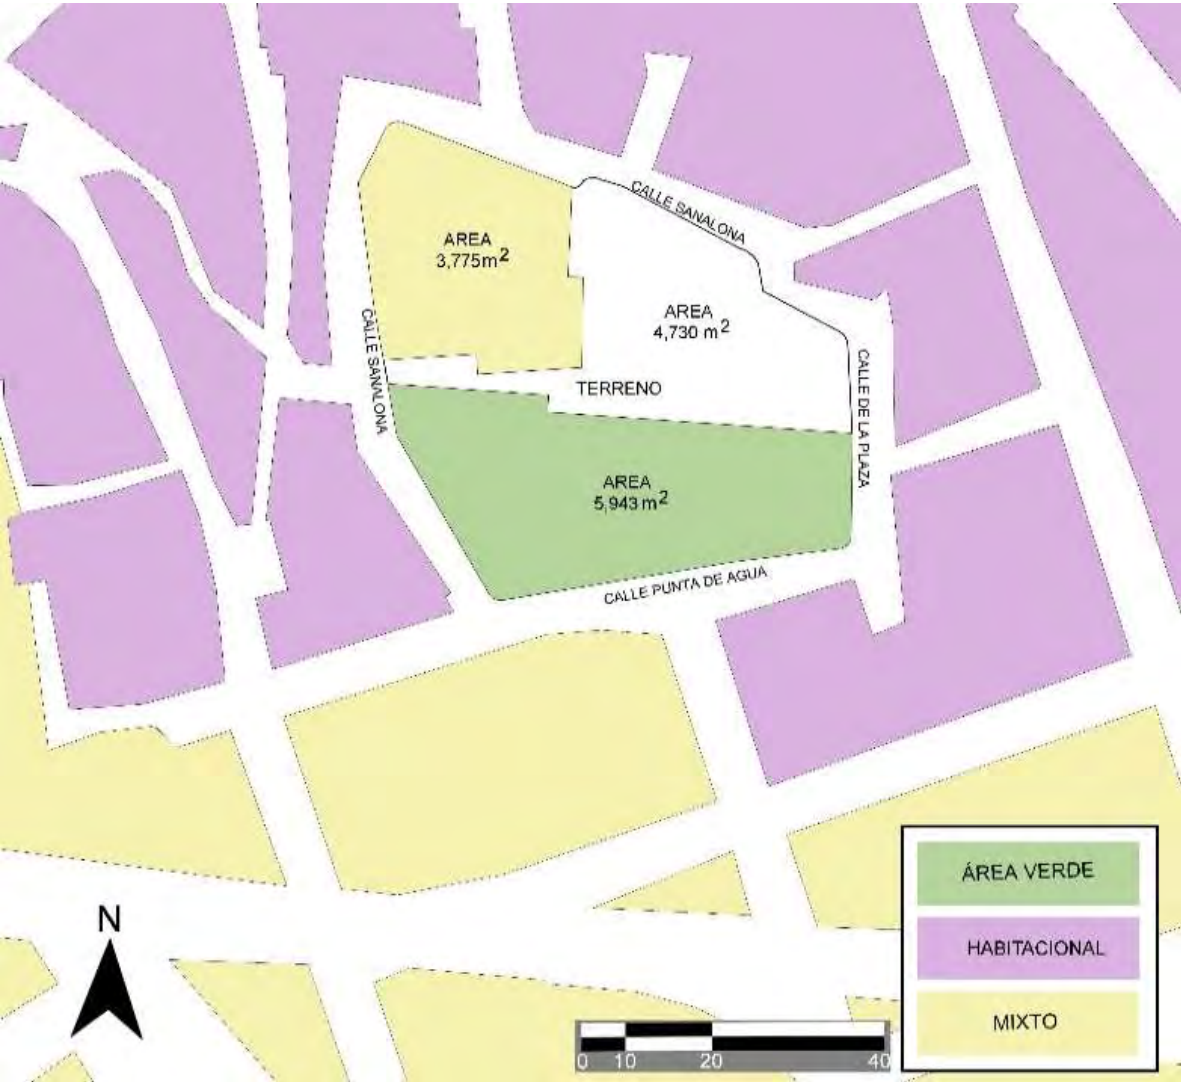 CALLE SANALONA
AREA
3,775m²
AREA
4,730 m²
CALLE SANALONA
TERRENO
CALLE DE LA PLAZA
AREA
5,943 m²
CALLE PUNTA DE AGUA
ÁREA VERDE
HABITACIONAL
MIXTO
N
0 10 20 40